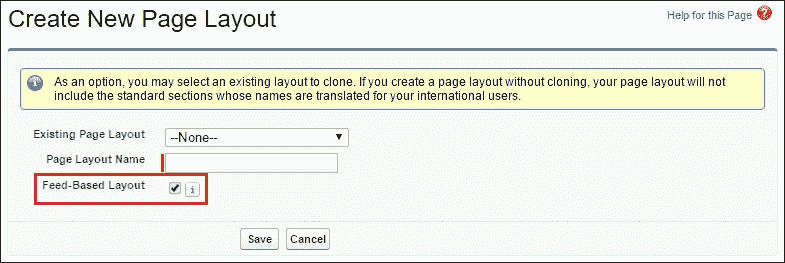 Create New Page Layout
Help for this Page ?
i
As an option, you may select an existing layout to clone. If you create a page layout without cloning, your page layout will not
include the standard sections whose names are translated for your international users.
Existing Page Layout --None--
Page Layout Name
Feed-Based Layout i
Save Cancel